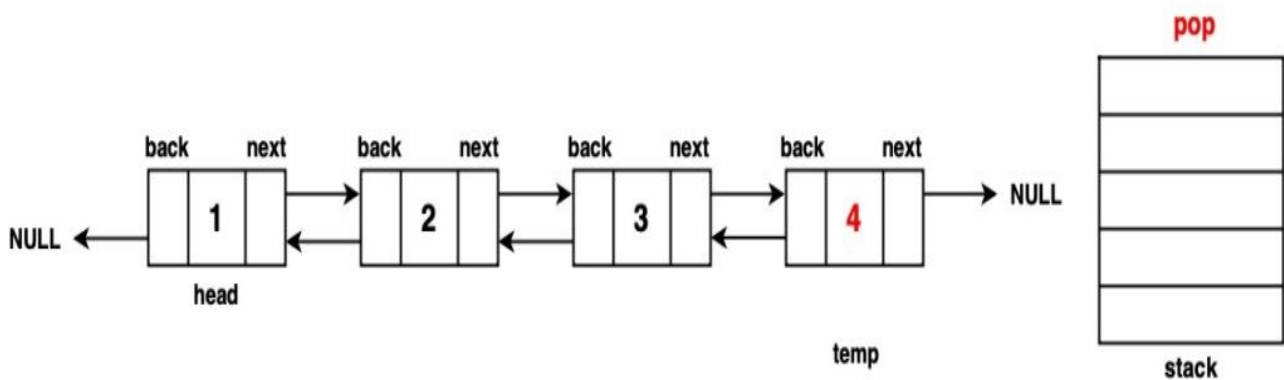 pop
back next back next back next back next
1 2 3 4 NULL
NULL
head
temp
stack